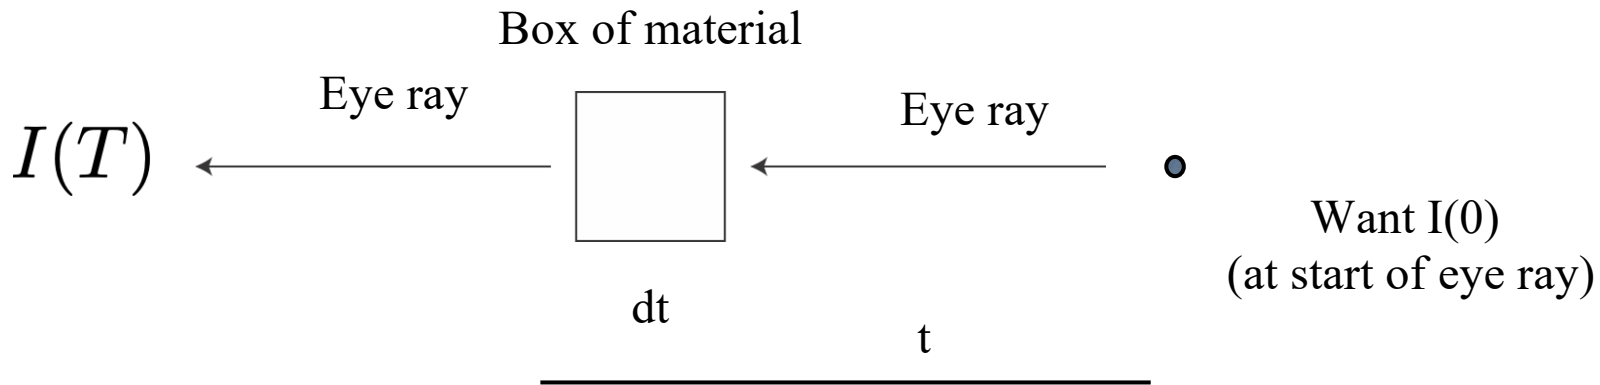 Box of material
Eye ray
Eye ray
I(T)
Want I(0)
(at start of eye ray)
dt
t